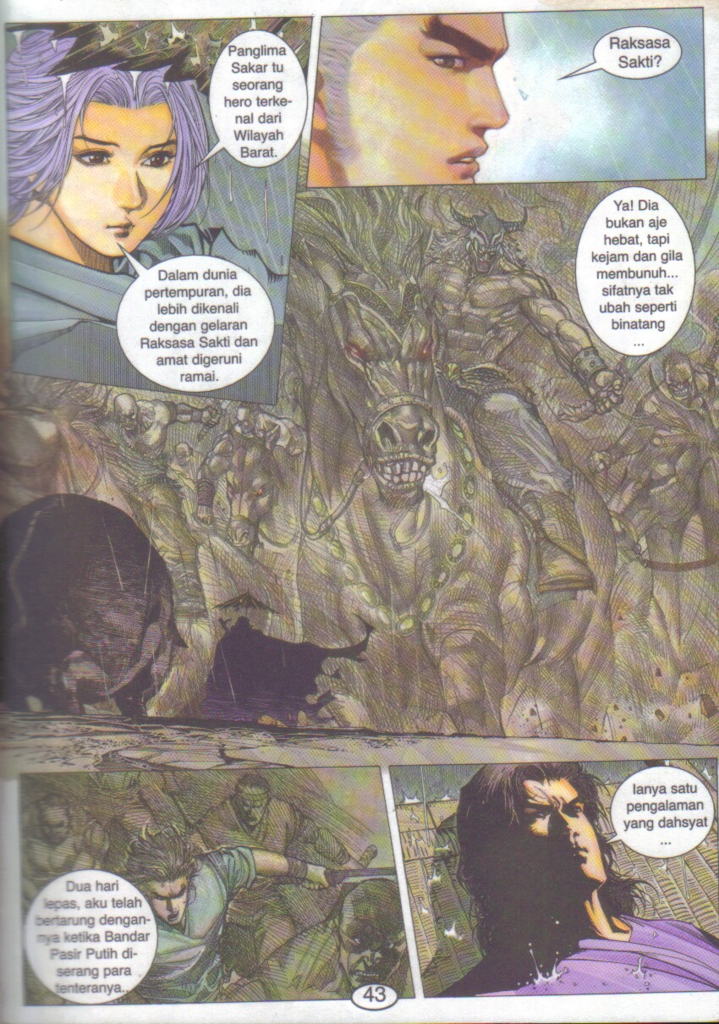 Panglima
Sakar tu
seorang
hero terke-
nal dari
Wilayah
Barat.
Raksasa
Sakti?
Dalam dunia
pertempuran, dia
lebih dikenali
dengan gelaran
Raksasa Sakti dan
amat digeruni
ramai.
Ya! Dia
bukan aje
hebat, tapi
kejam dan gila
membunuh...
sifatnya tak
ubah seperti
binatang
...
Dua hari
lepas, aku telah
bertarung dengan-
nya ketika Bandar
Pasir Putih di-
serang para
tenteranya..
Ianya satu
pengalaman
yang dahsyat
...
43